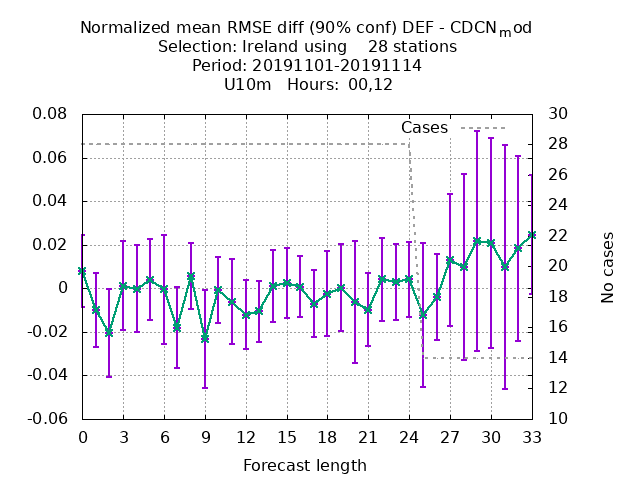 Normalized mean RMSE diff (90% conf) DEF - CDCNmod
Selection: Ireland using    28 stations
Period: 20191101-20191114
U10m   Hours:  00,12
Cases
0.08
0.06
0.04
0.02
0
-0.02
-0.04
-0.06
30
28
26
24
22
20
18
16
14
12
10
No cases
0 3 6 9 12 15 18 21 24 27 30 33
Forecast length